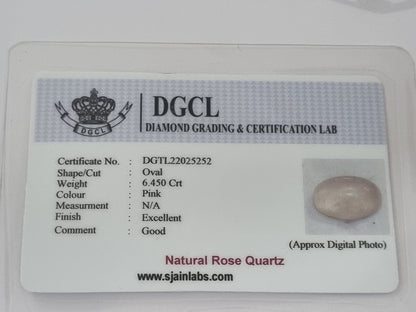 DGCL
DGCL
DIAMOND GRADING & CERTIFICATION LAB
Certificate No. : DGTL22025252
Shape/Cut : Oval
Weight : 6.450 Crt
Colour : Pink
Measurment : N/A
Finish : Excellent
Comment : Good
(Approx Digital Photo)
Natural Rose Quartz
www.sjainlabs.com